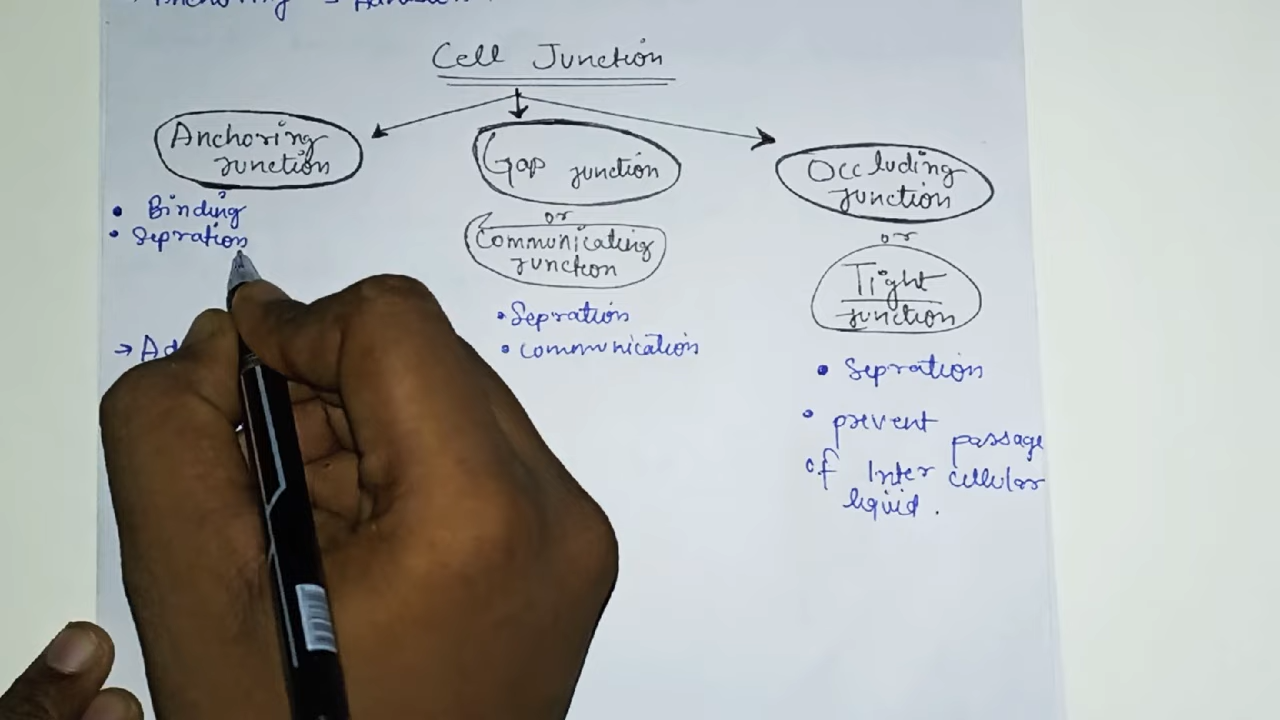 Anchoring
Cell Junction
Anchoring
junction
• Binding
• Sepration
→ Ad
Gap junction
or
Communicating
junction
• Sepration
• communication
Occluding
junction
or
Tight
junction
• Sepration
• prevent passage
of Inter cellular
liquid.